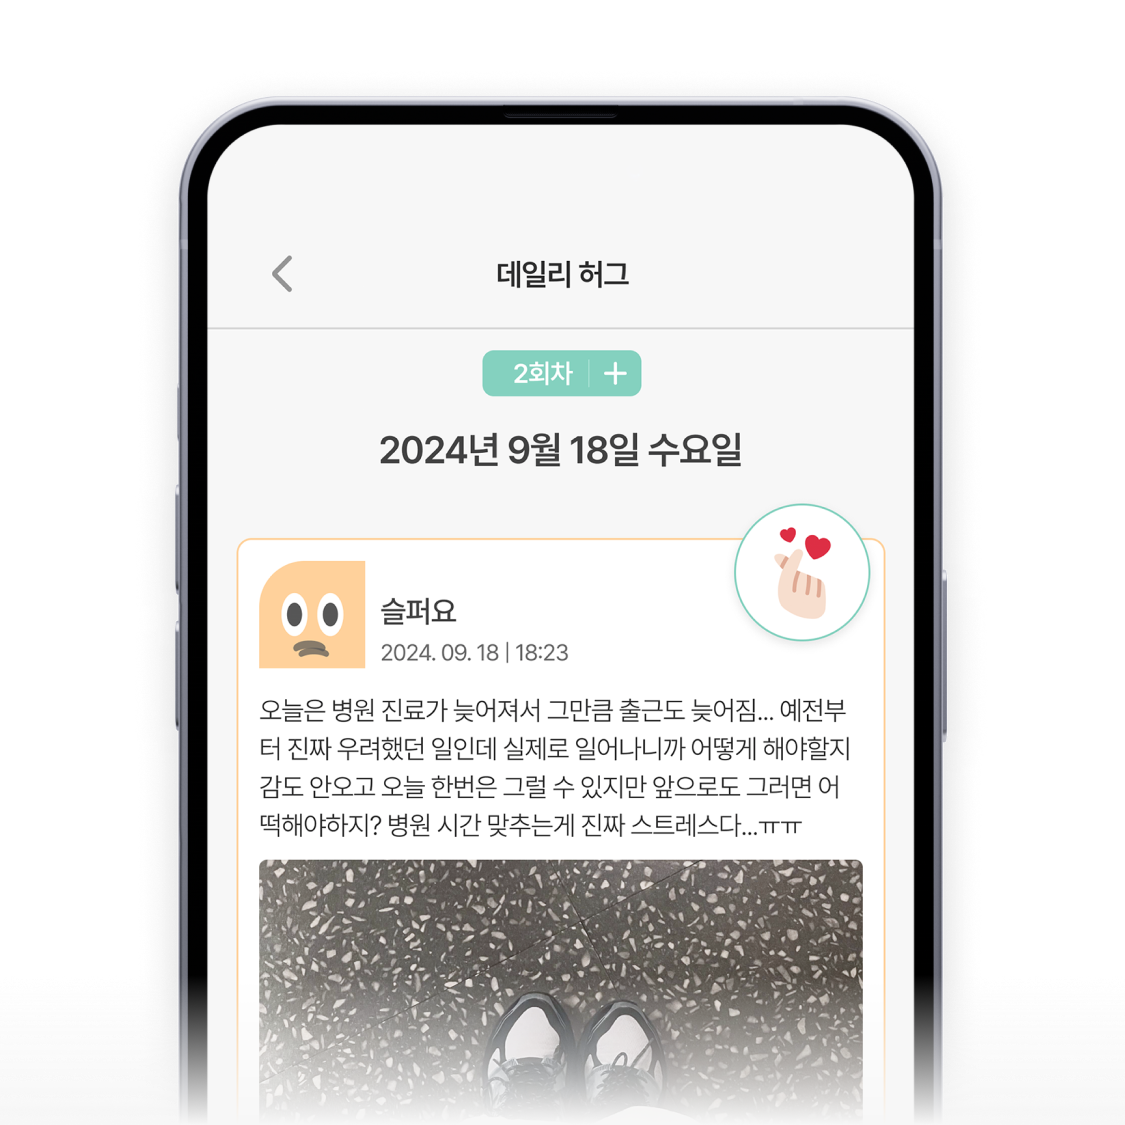 데일리 허그
2회차 +
2024년 9월 18일 수요일
슬퍼요
2024. 09. 18 | 18:23
오늘은 병원 진료가 늦어져서 그만큼 출근도 늦어짐... 예전부
터 진짜 우려했던 일인데 실제로 일어나니까 어떻게 해야할지
감도 안오고 오늘 한번은 그럴 수 있지만 앞으로도 그러면 어
떡해야하지? 병원 시간 맞추는게 진짜 스트레스다...ㅠㅠ